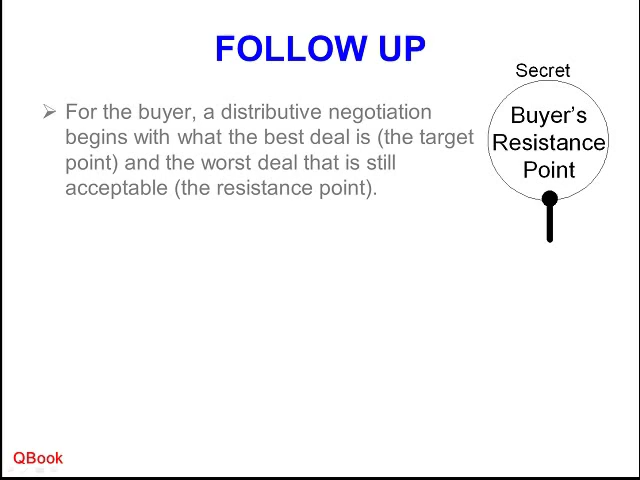 FOLLOW UP
Secret
Buyer's
Resistance
Point
For the buyer, a distributive negotiation
begins with what the best deal is (the target
point) and the worst deal that is still
acceptable (the resistance point).
QBook